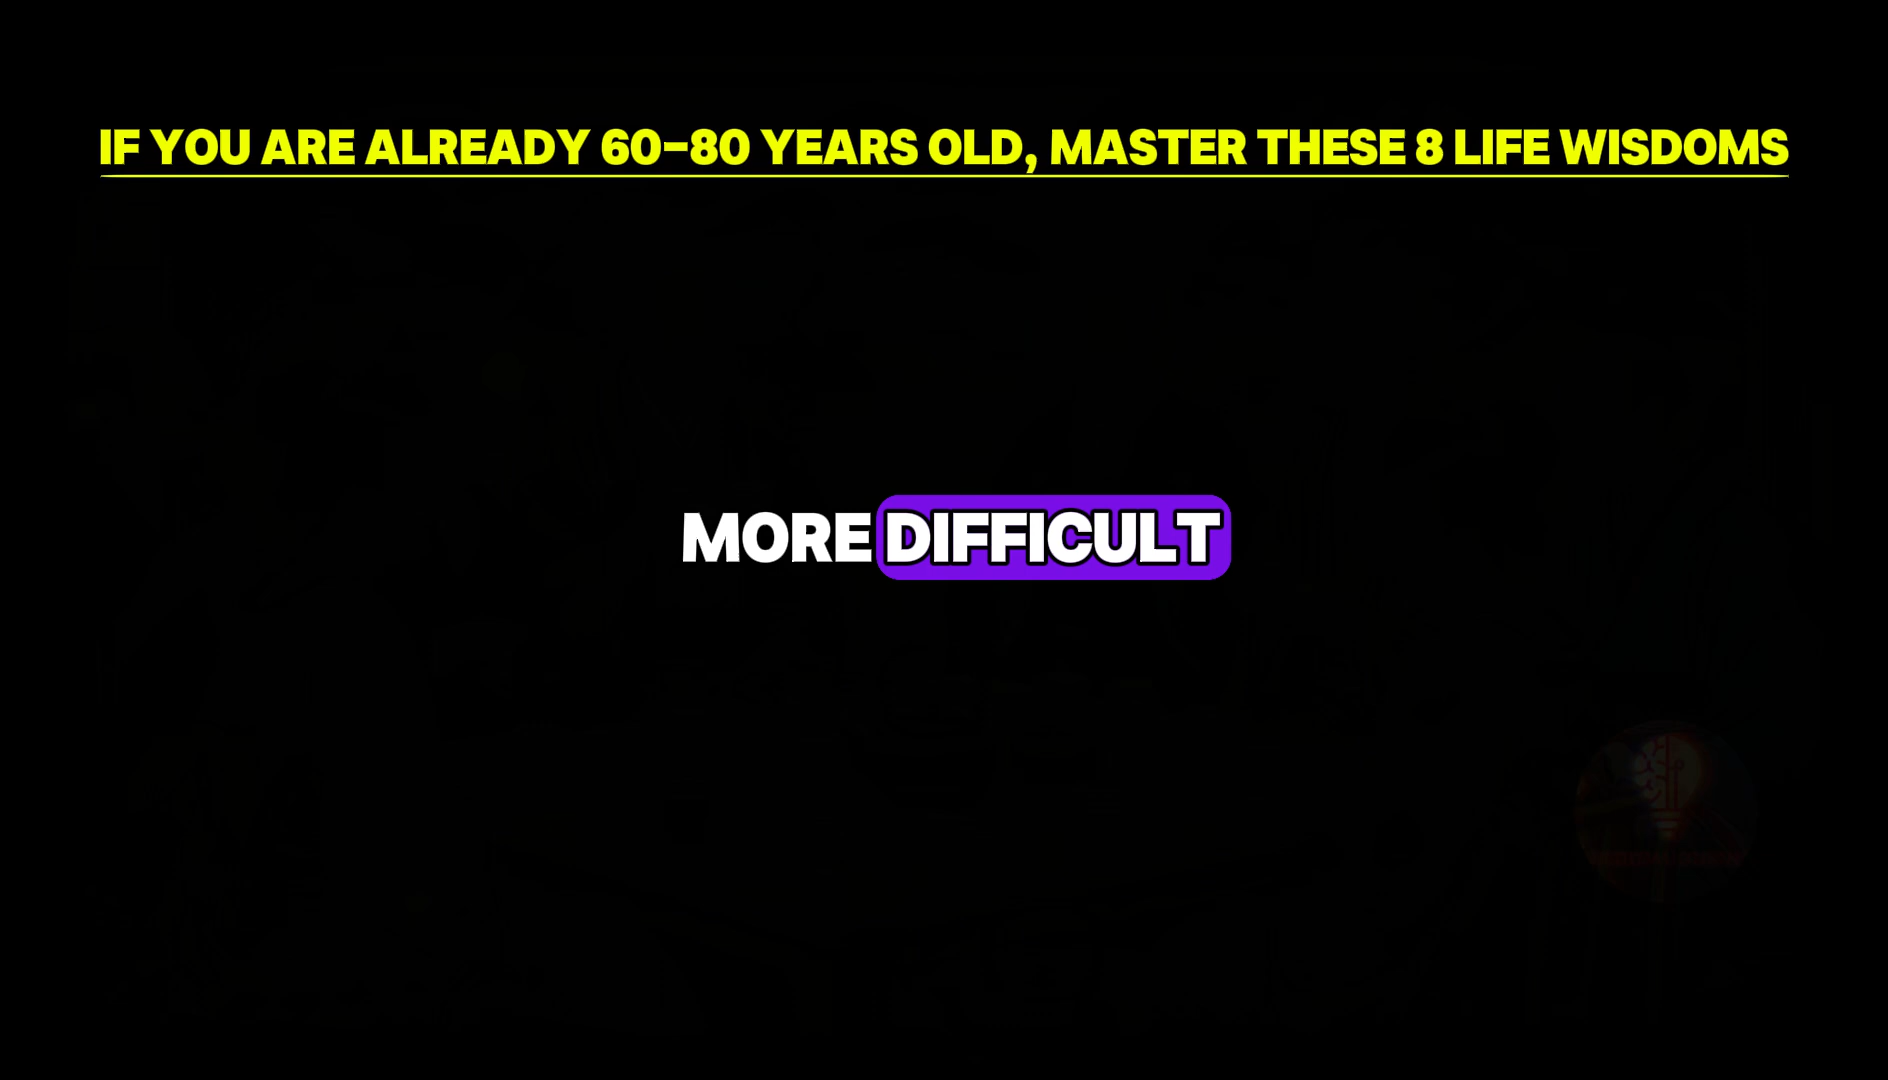 IF YOU ARE ALREADY 60–80 YEARS OLD, MASTER THESE 8 LIFE WISDOMS
MORE DIFFICULT